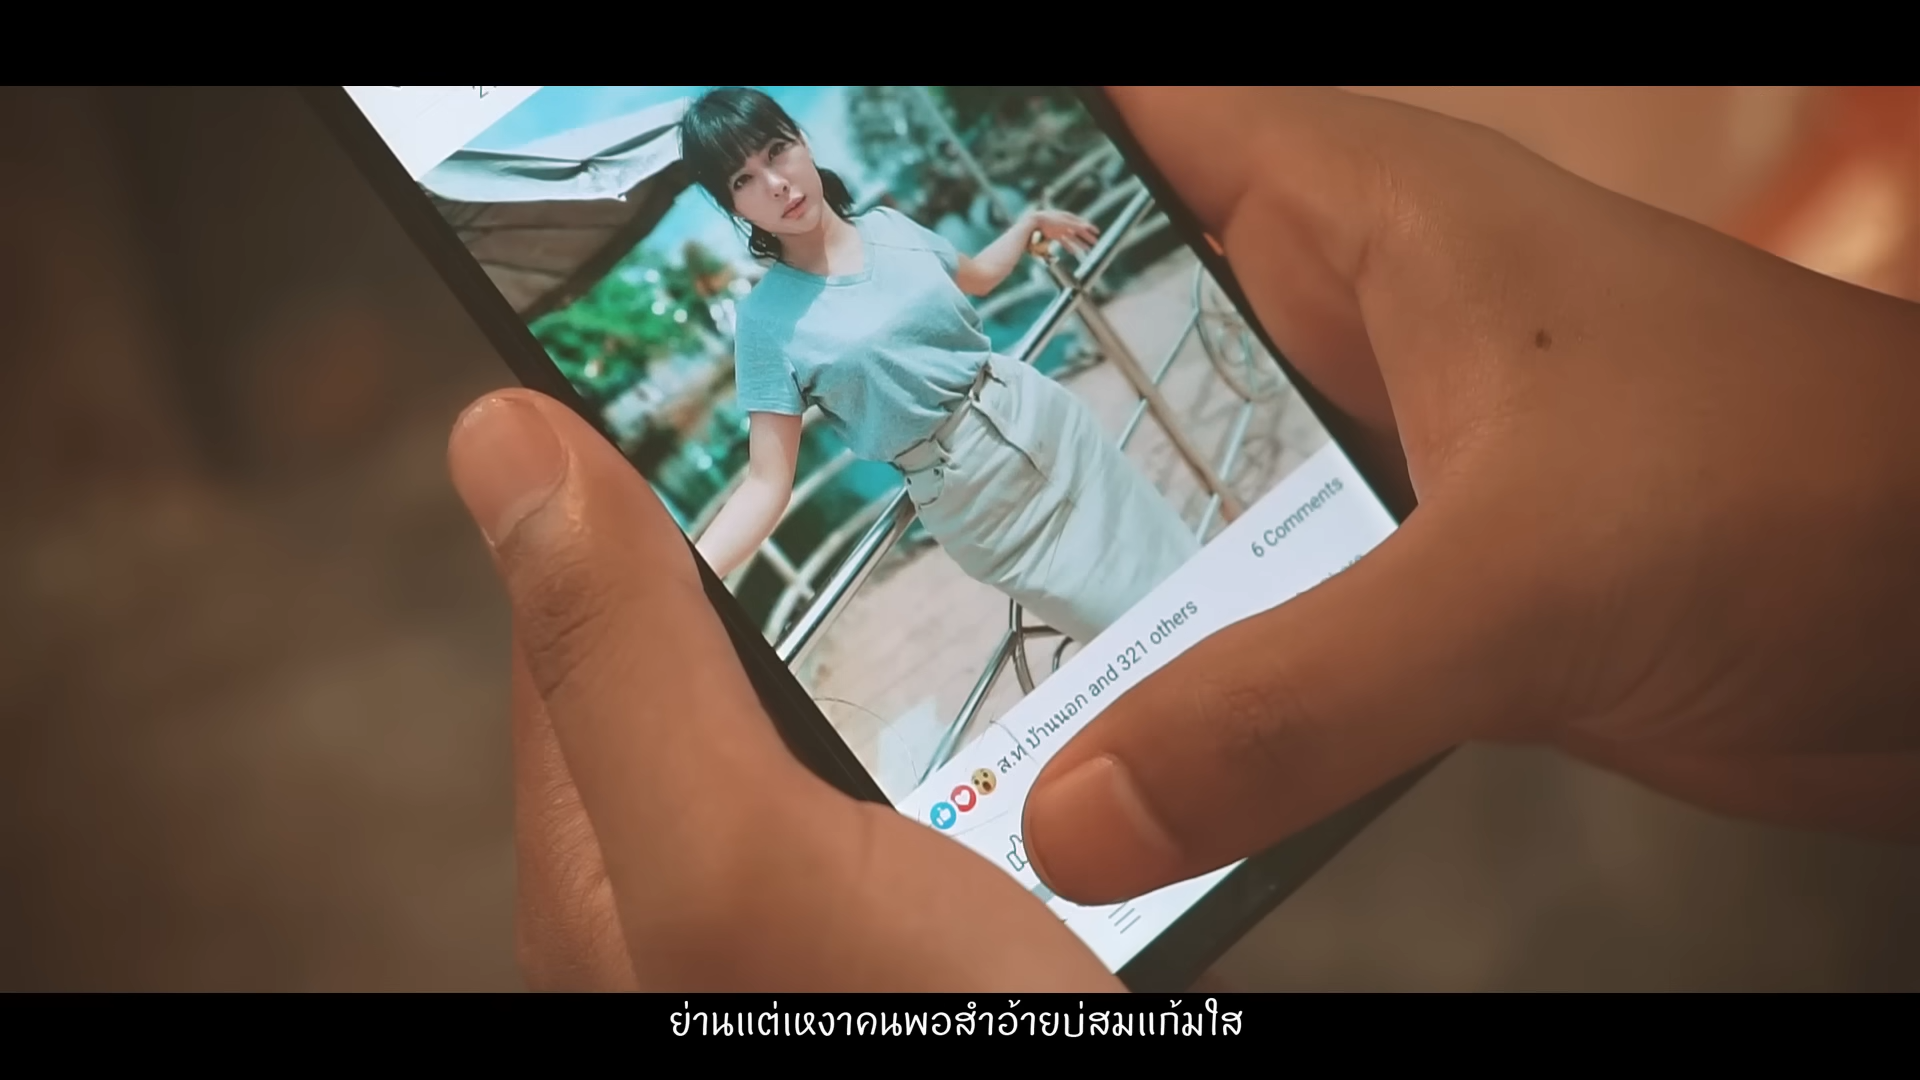 6 Comments
ส.ท บ้านนอก and 321 others
ย่านแต่เหงาคนพอสำอ้ายบ่สมแก้มใส